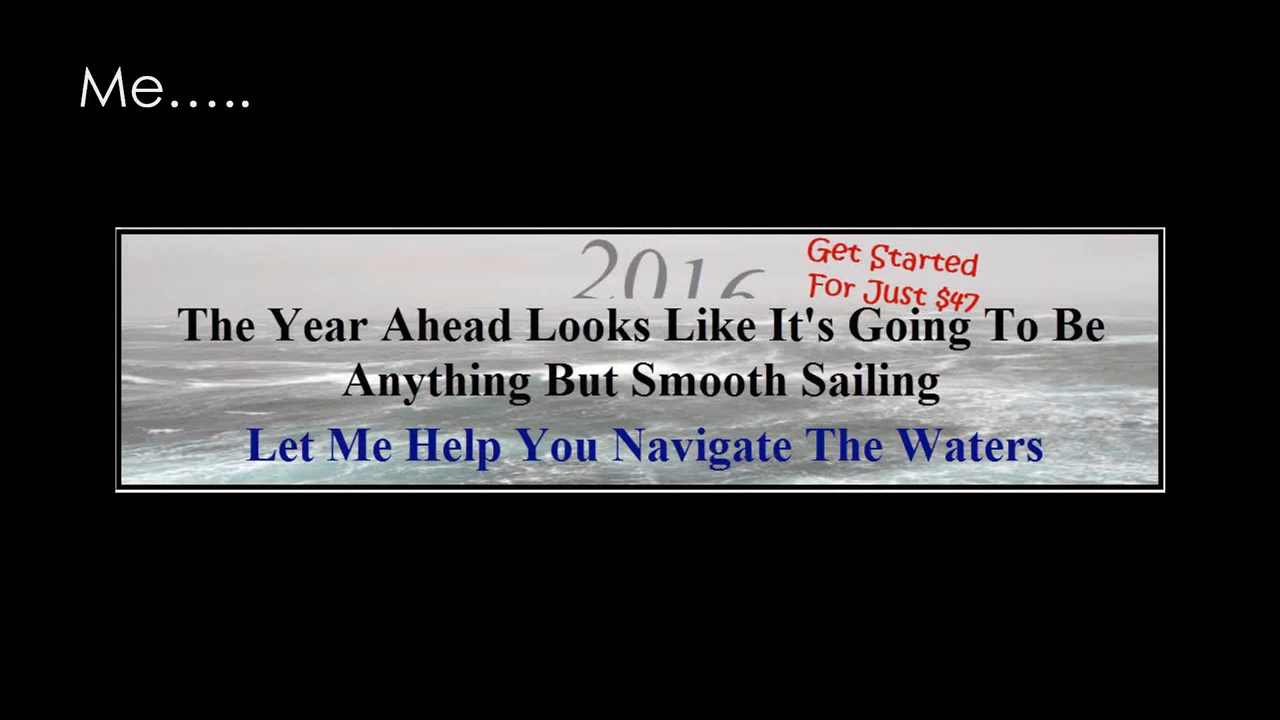 Me.....
2016
Get Started
For Just $47
The Year Ahead Looks Like It's Going To Be
Anything But Smooth Sailing
Let Me Help You Navigate The Waters